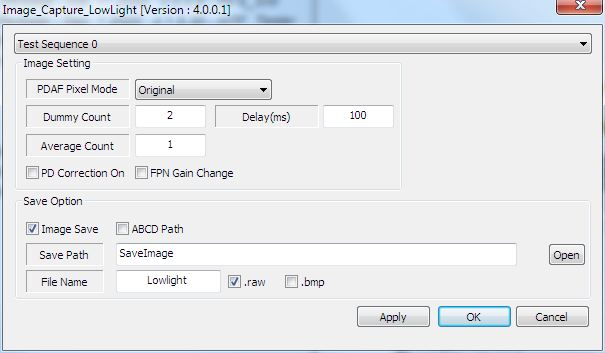 Image_Capture_LowLight [Version : 4.0.0.1]
Test Sequence 0
Image Setting
PDAF Pixel Mode Original
Dummy Count 2 Delay(ms) 100
Average Count 1
PD Correction On FPN Gain Change
Save Option
Image Save ABCD Path
Save Path SaveImage Open
File Name Lowlight .raw .bmp
Apply OK Cancel